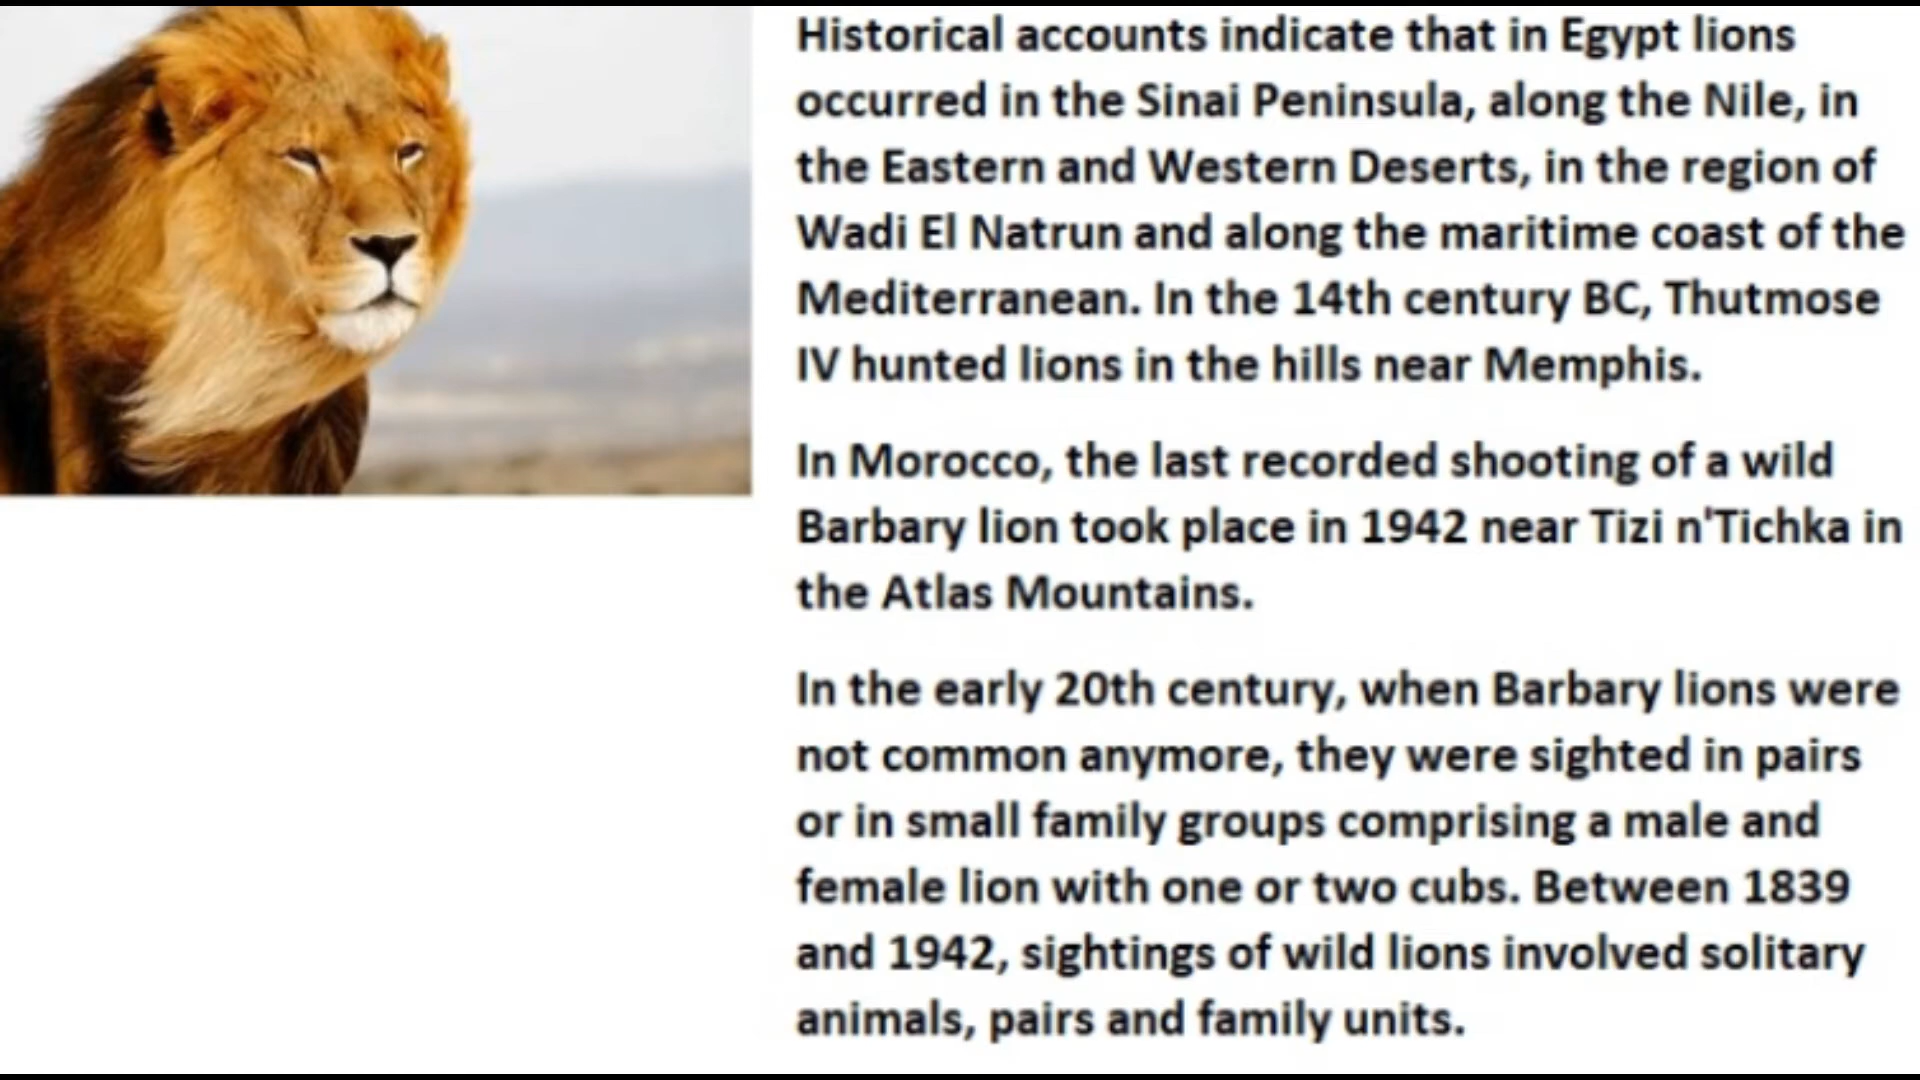 Historical accounts indicate that in Egypt lions
occurred in the Sinai Peninsula, along the Nile, in
the Eastern and Western Deserts, in the region of
Wadi El Natrun and along the maritime coast of the
Mediterranean. In the 14th century BC, Thutmose
IV hunted lions in the hills near Memphis.
In Morocco, the last recorded shooting of a wild
Barbary lion took place in 1942 near Tizi n'Tichka in
the Atlas Mountains.
In the early 20th century, when Barbary lions were
not common anymore, they were sighted in pairs
or in small family groups comprising a male and
female lion with one or two cubs. Between 1839
and 1942, sightings of wild lions involved solitary
animals, pairs and family units.